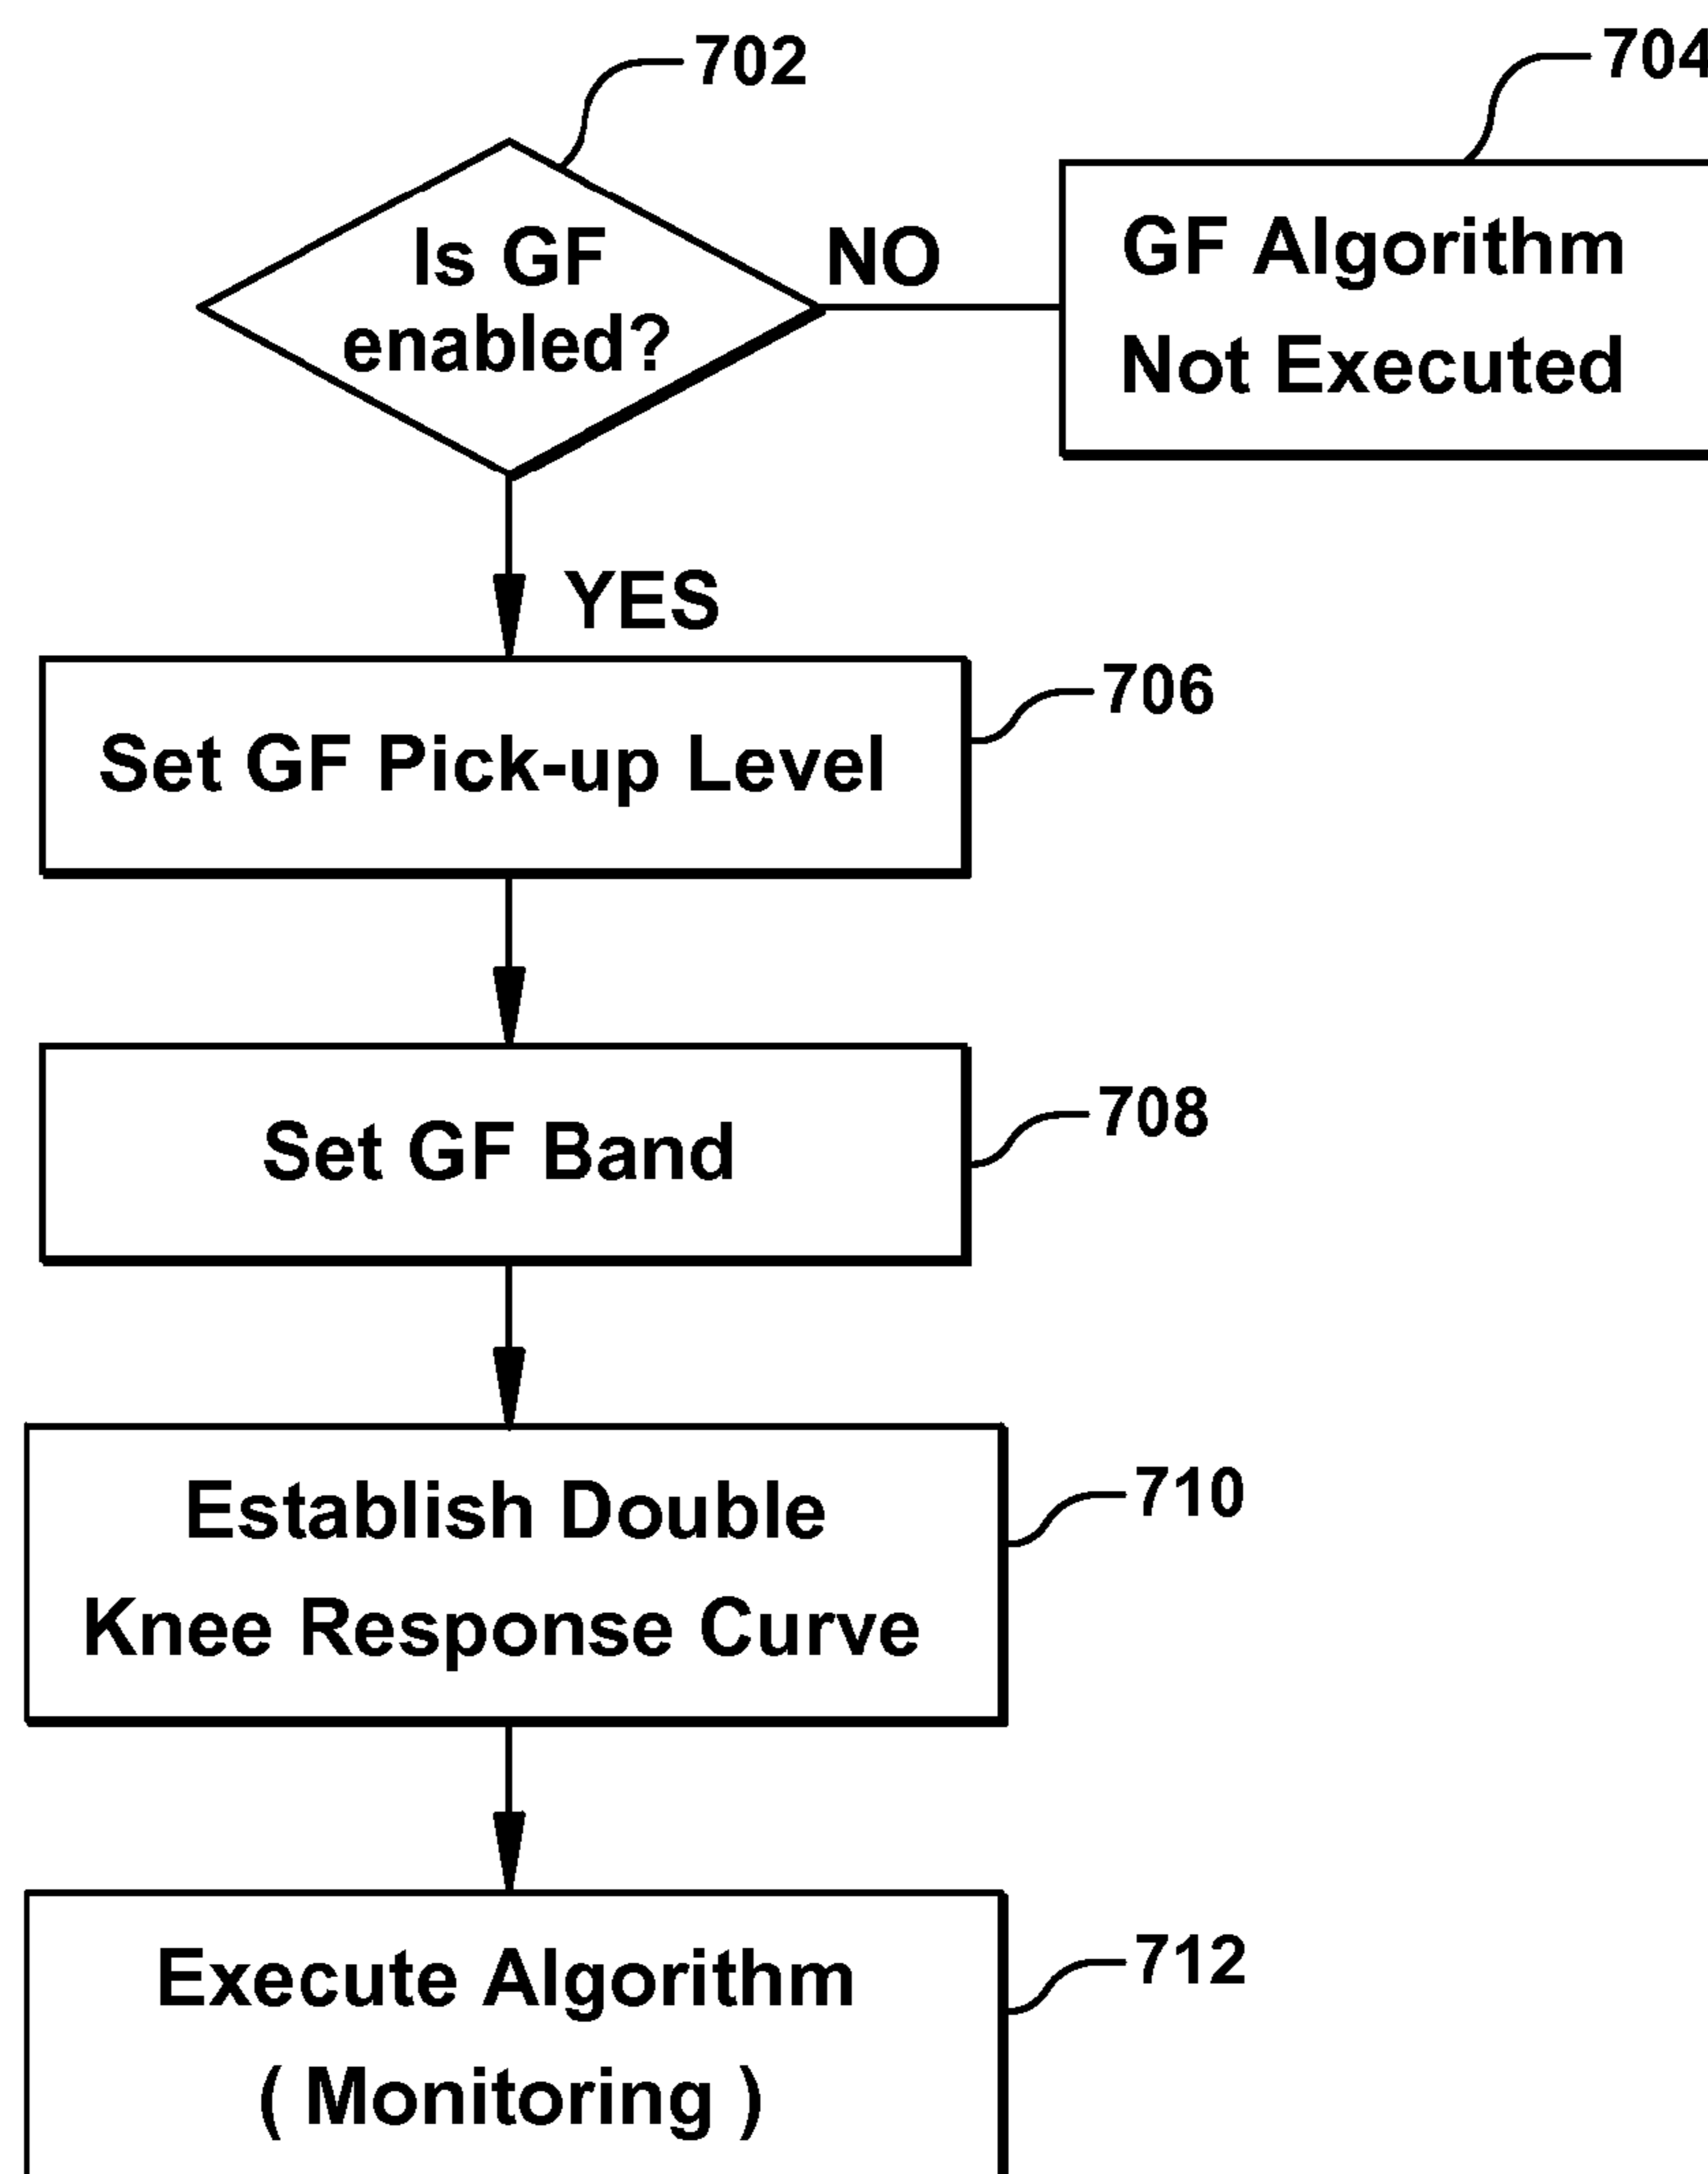 702
704
Is GF
enabled?
NO
GF Algorithm
Not Executed
YES
706
Set GF Pick-up Level
708
Set GF Band
710
Establish Double
Knee Response Curve
712
Execute Algorithm
( Monitoring )